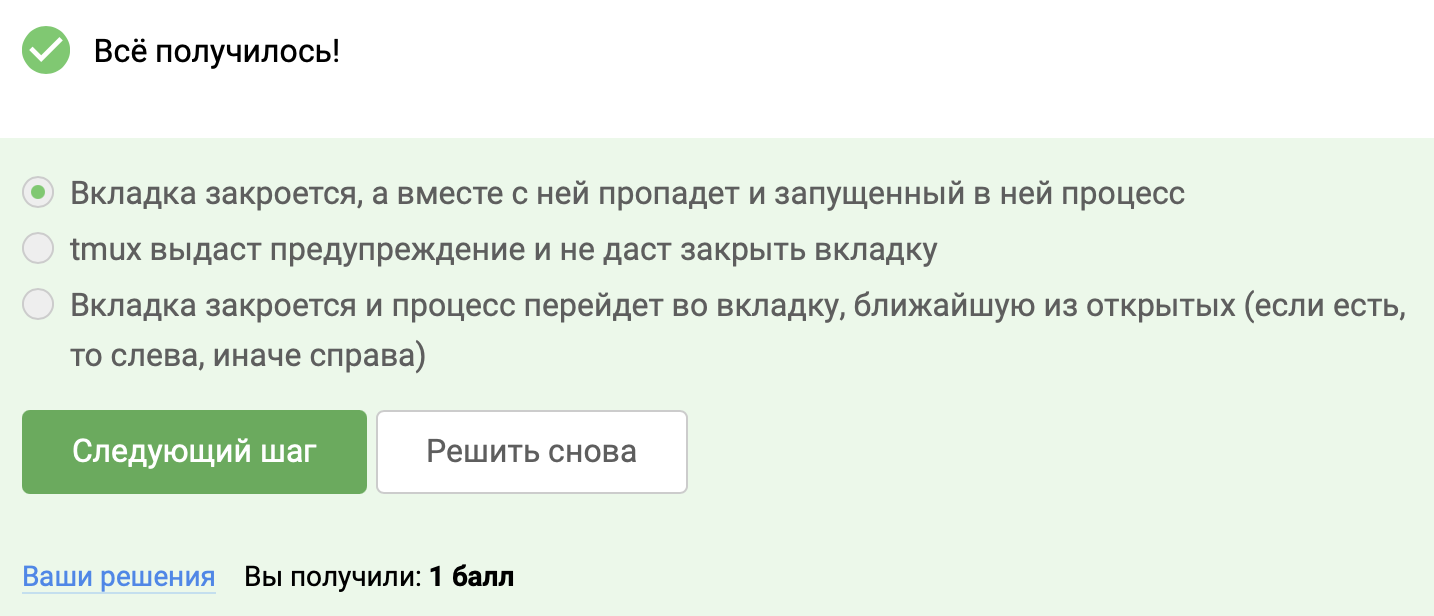 Всё получилось!
Вкладка закроется, а вместе с ней пропадет и запущенный в ней процесс
tmux выдаст предупреждение и не даст закрыть вкладку
Вкладка закроется и процесс перейдет во вкладку, ближайшую из открытых (если есть,
то слева, иначе справа)
Следующий шаг Решить снова
Ваши решения Вы получили: 1 балл